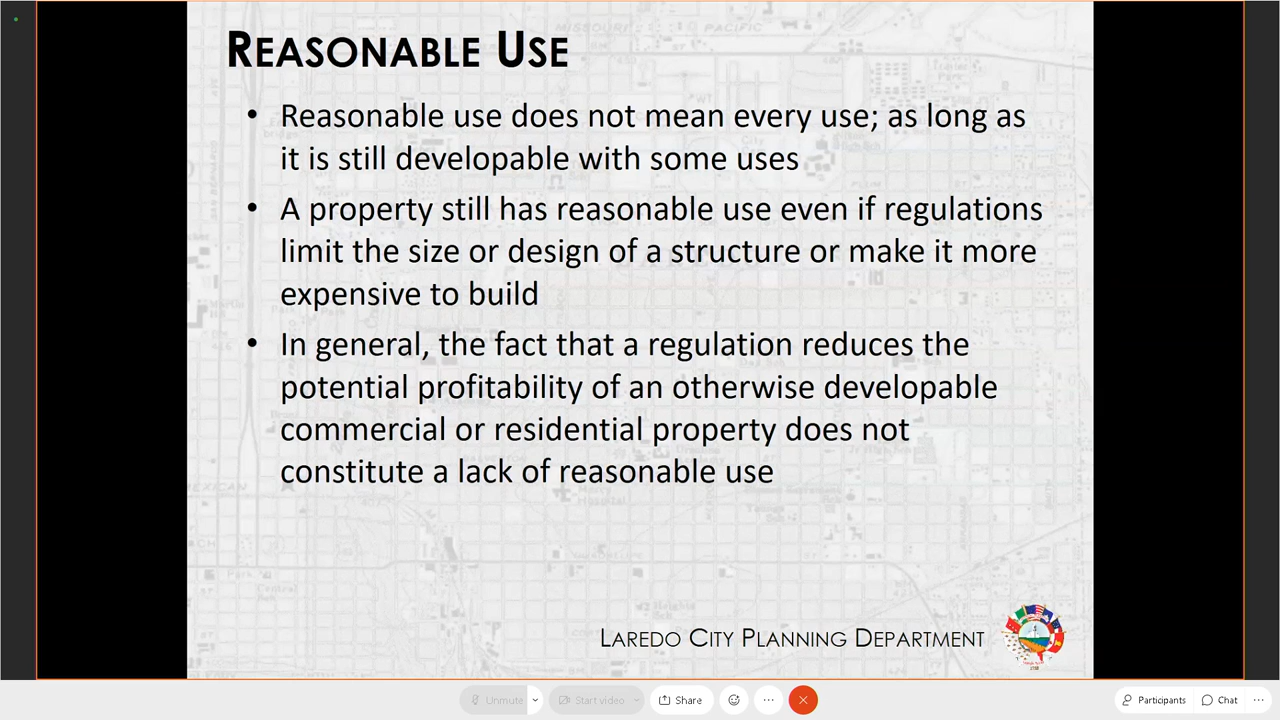 REASONABLE USE
• Reasonable use does not mean every use; as long as
it is still developable with some uses
• A property still has reasonable use even if regulations
limit the size or design of a structure or make it more
expensive to build
• In general, the fact that a regulation reduces the
potential profitability of an otherwise developable
commercial or residential property does not
constitute a lack of reasonable use
LAREDO CITY PLANNING DEPARTMENT
Unmute
Start video
Share
Participants
Chat